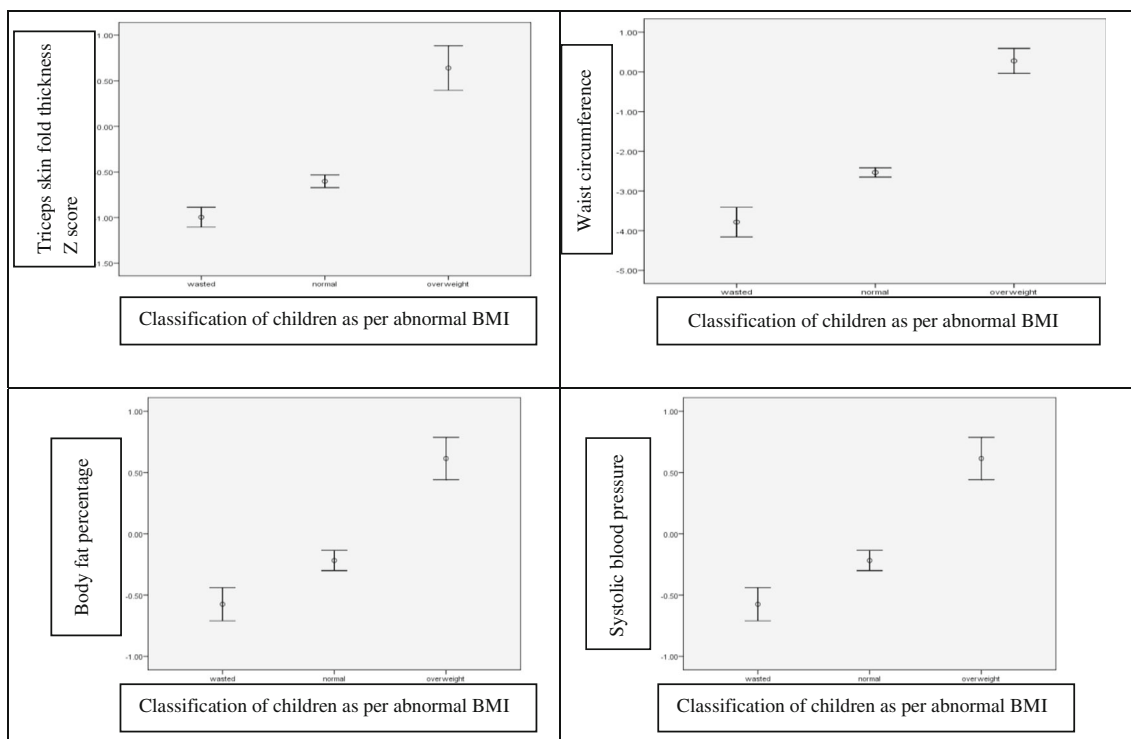 Triceps skin fold thickness
Z score
1.00
0.50
0.00
-0.50
-1.00
-1.50
wasted normal overweight
Classification of children as per abnormal BMI
Waist circumference
1.00
0.00
-1.00
-2.00
-3.00
-4.00
-5.00
wasted normal overweight
Classification of children as per abnormal BMI
Body fat percentage
1.00
0.50
0.00
-0.50
-1.00
wasted normal overweight
Classification of children as per abnormal BMI
Systolic blood pressure
1.00
0.50
0.00
-0.50
-1.00
wasted normal overweight
Classification of children as per abnormal BMI